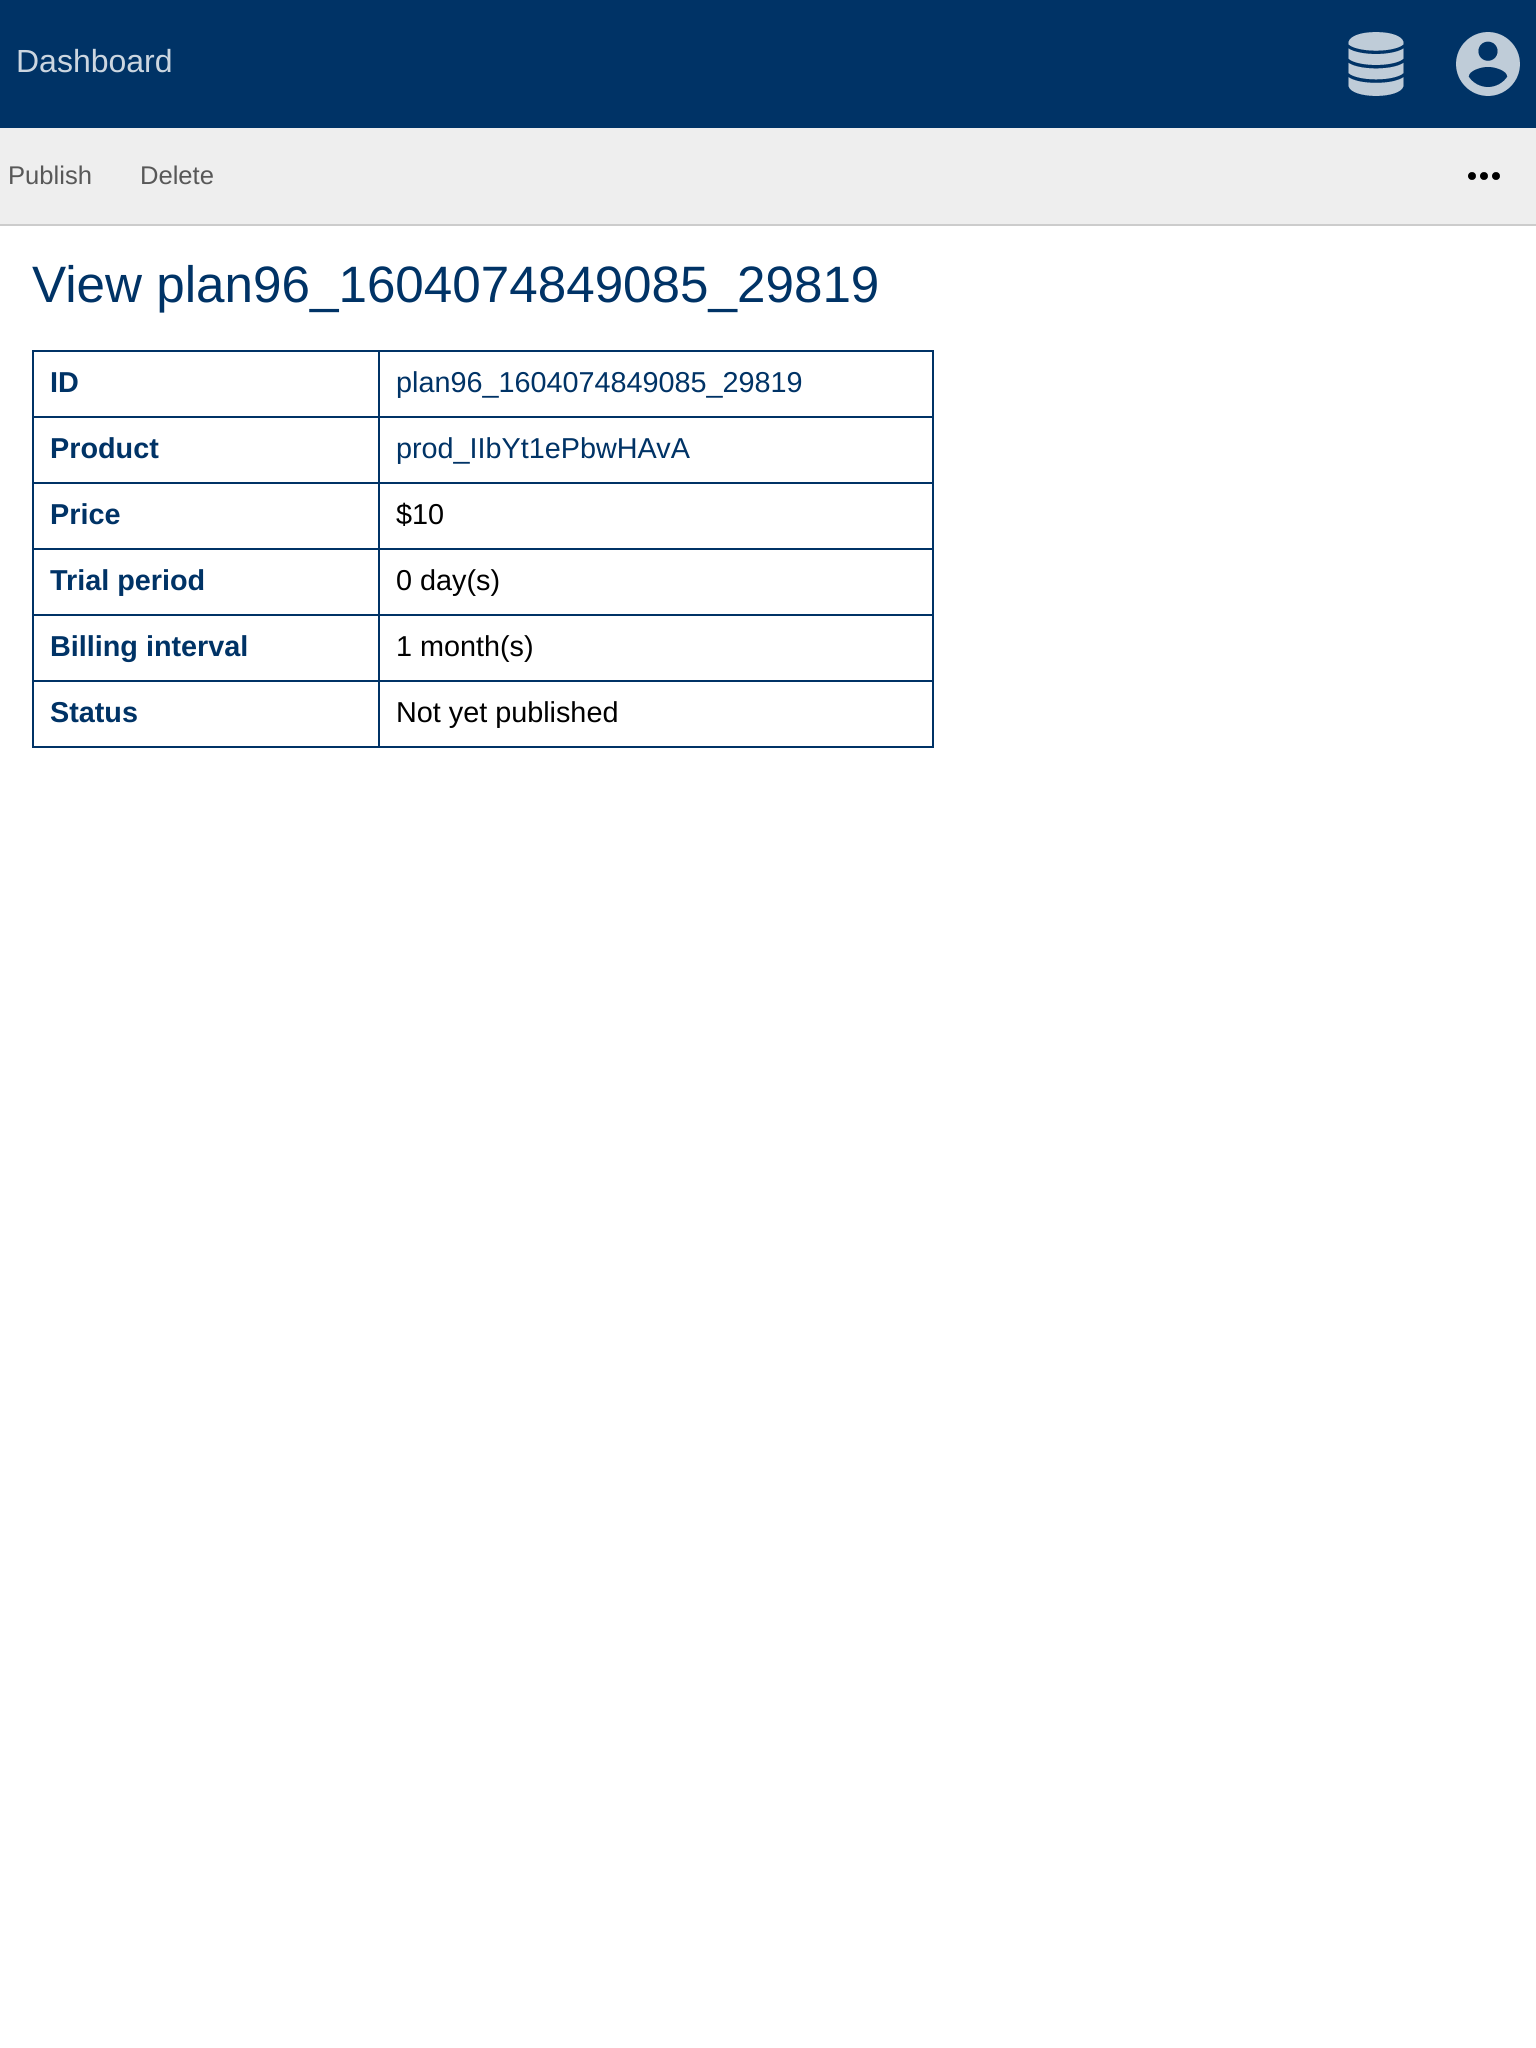 Dashboard
Publish Delete
View plan96_1604074849085_29819
ID plan96_1604074849085_29819
Product prod_IIbYt1ePbwHAvA
Price $10
Trial period 0 day(s)
Billing interval 1 month(s)
Status Not yet published